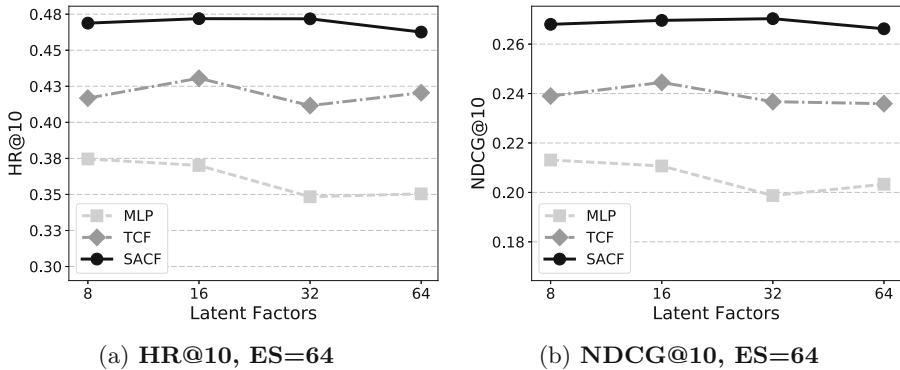 0.48
0.45
0.43
0.40
0.38
0.35
0.33
0.30
HR@10
MLP
TCF
SACF
8 16 32 64
Latent Factors
(a) HR@10, ES=64
0.26
0.24
0.22
0.20
0.18
NDCG@10
MLP
TCF
SACF
8 16 32 64
Latent Factors
(b) NDCG@10, ES=64